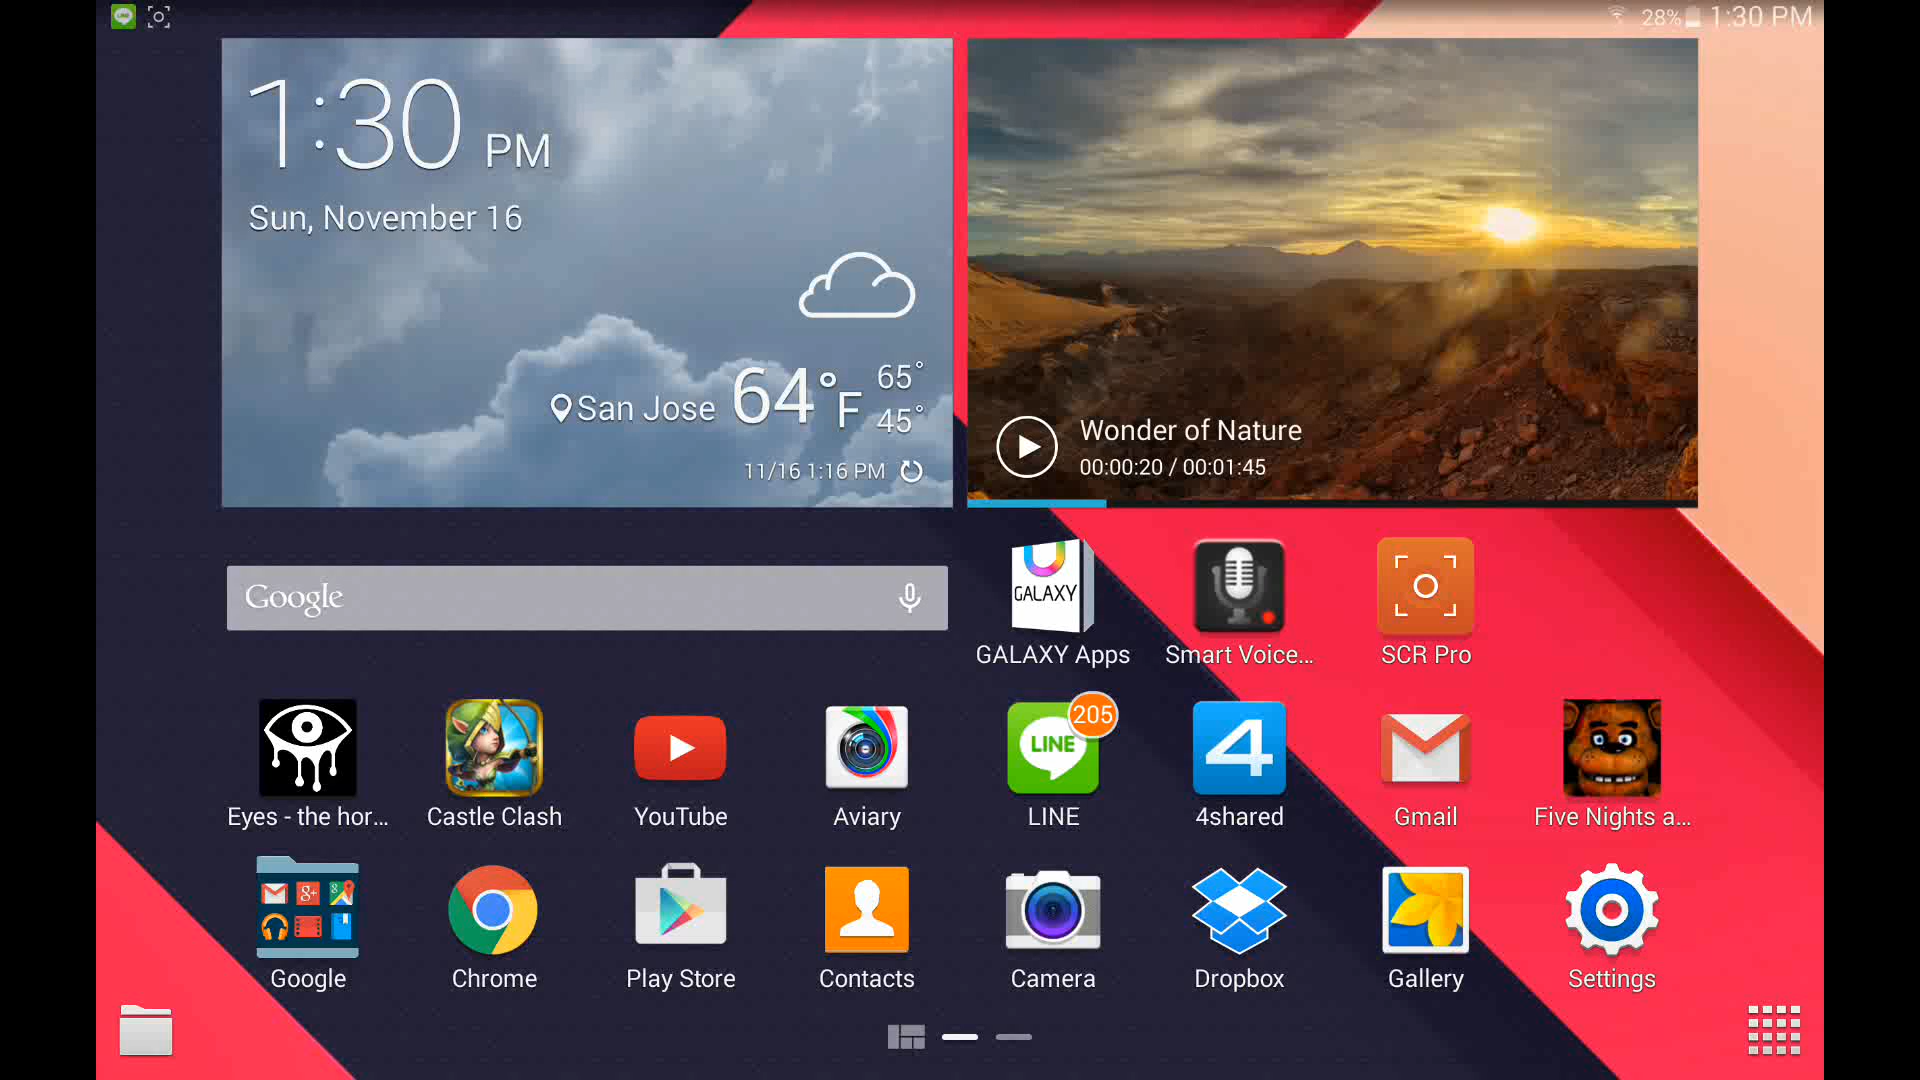 28% 1:30 PM
1:30 PM
Sun, November 16
San Jose 64°F 65° 45°
11/16 1:16 PM
Wonder of Nature
00:00:20 / 00:01:45
Google
GALAXY
GALAXY Apps
Smart Voice...
SCR Pro
205
LINE
4
Eyes - the hor...
Castle Clash
YouTube
Aviary
LINE
4shared
Gmail
Five Nights a...
g+
Google
Chrome
Play Store
Contacts
Camera
Dropbox
Gallery
Settings